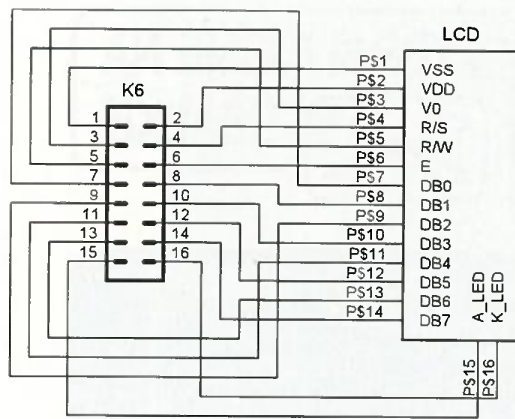 LCD
K6
P$1 VSS
P$2 VDD
P$3 V0
P$4 R/S
P$5 R/W
P$6 E
P$7 DB0
P$8 DB1
P$9 DB2
P$10 DB3
P$11 DB4
P$12 DB5
P$13 DB6
P$14 DB7
1 2
3 4
5 6
7 8
9 10
11 12
13 14
15 16
A_LED
K_LED
P$15
P$16